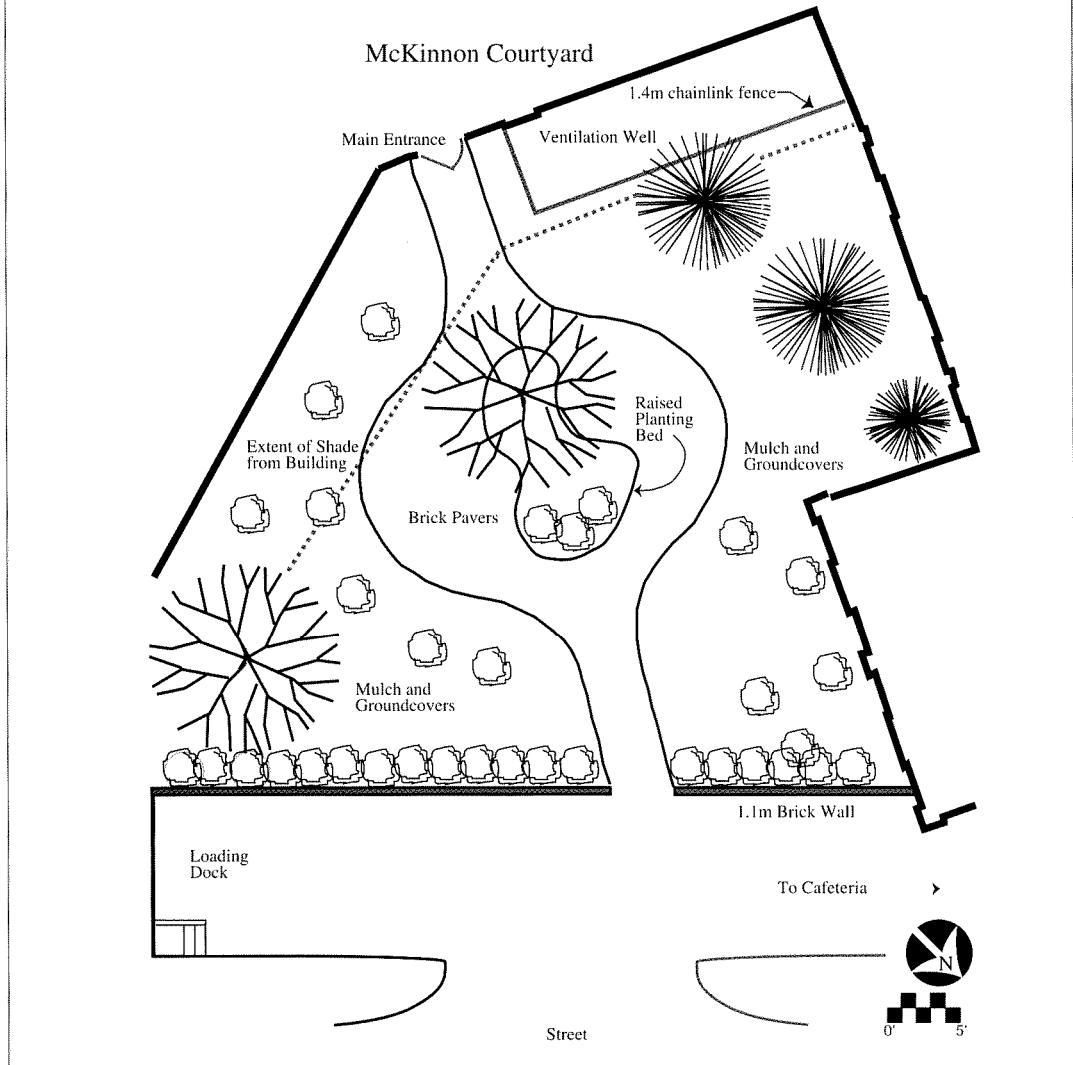 McKinnon Courtyard
1.4m chainlink fence
Main Entrance
Ventilation Well
Raised
Planting
Bed
Extent of Shade
from Building
Mulch and
Groundcovers
Brick Pavers
Mulch and
Groundcovers
1.1m Brick Wall
Loading
Dock
To Cafeteria
N
0' 5'
Street